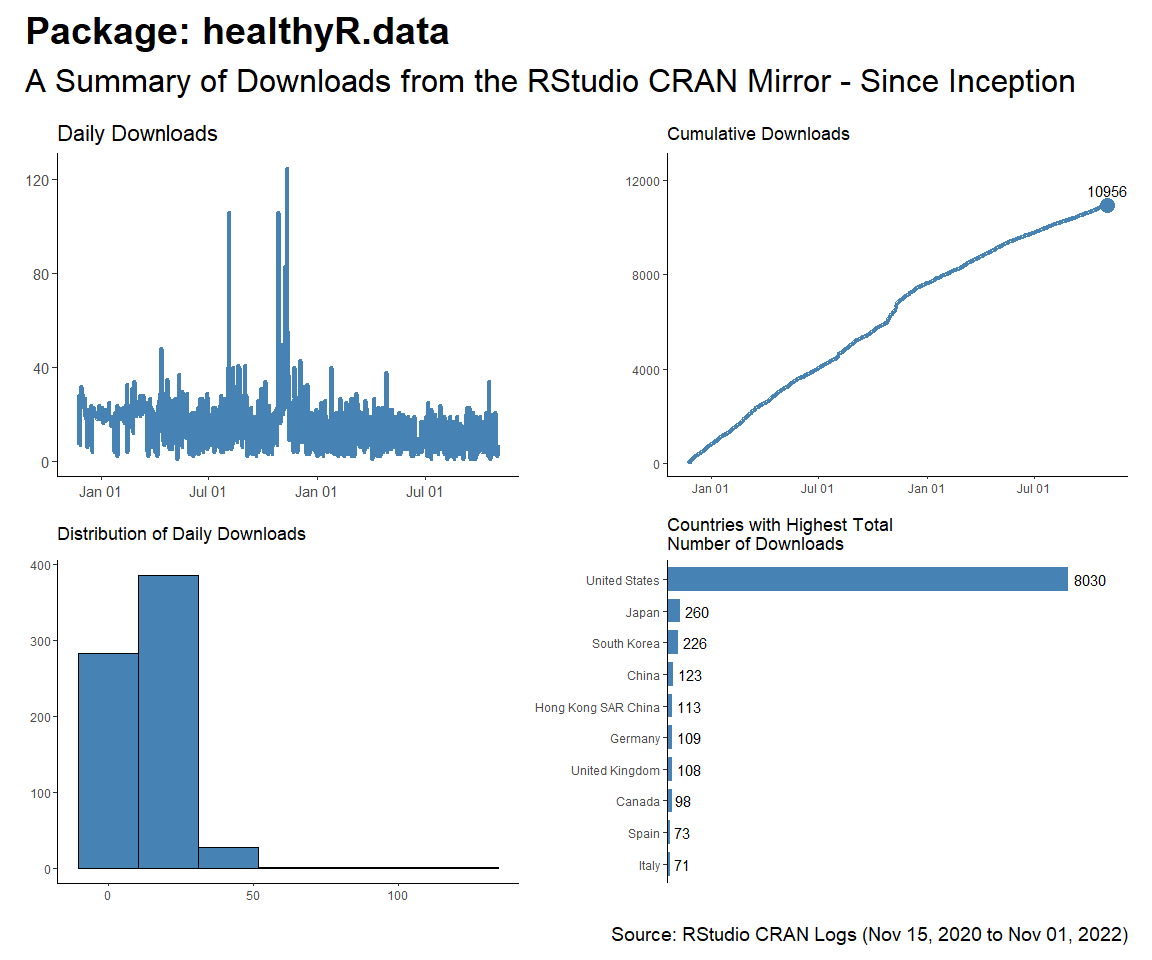 Package: healthyR.data
A Summary of Downloads from the RStudio CRAN Mirror - Since Inception
Daily Downloads
120
80
40
0
Jan 01
Jul 01
Jan 01
Jul 01
Cumulative Downloads
12000
8000
4000
0
10956
Jan 01
Jul 01
Jan 01
Jul 01
Distribution of Daily Downloads
400
300
200
100
0
0
50
100
Countries with Highest Total
Number of Downloads
United States 8030
Japan 260
South Korea 226
China 123
Hong Kong SAR China 113
Germany 109
United Kingdom 108
Canada 98
Spain 73
Italy 71
Source: RStudio CRAN Logs (Nov 15, 2020 to Nov 01, 2022)